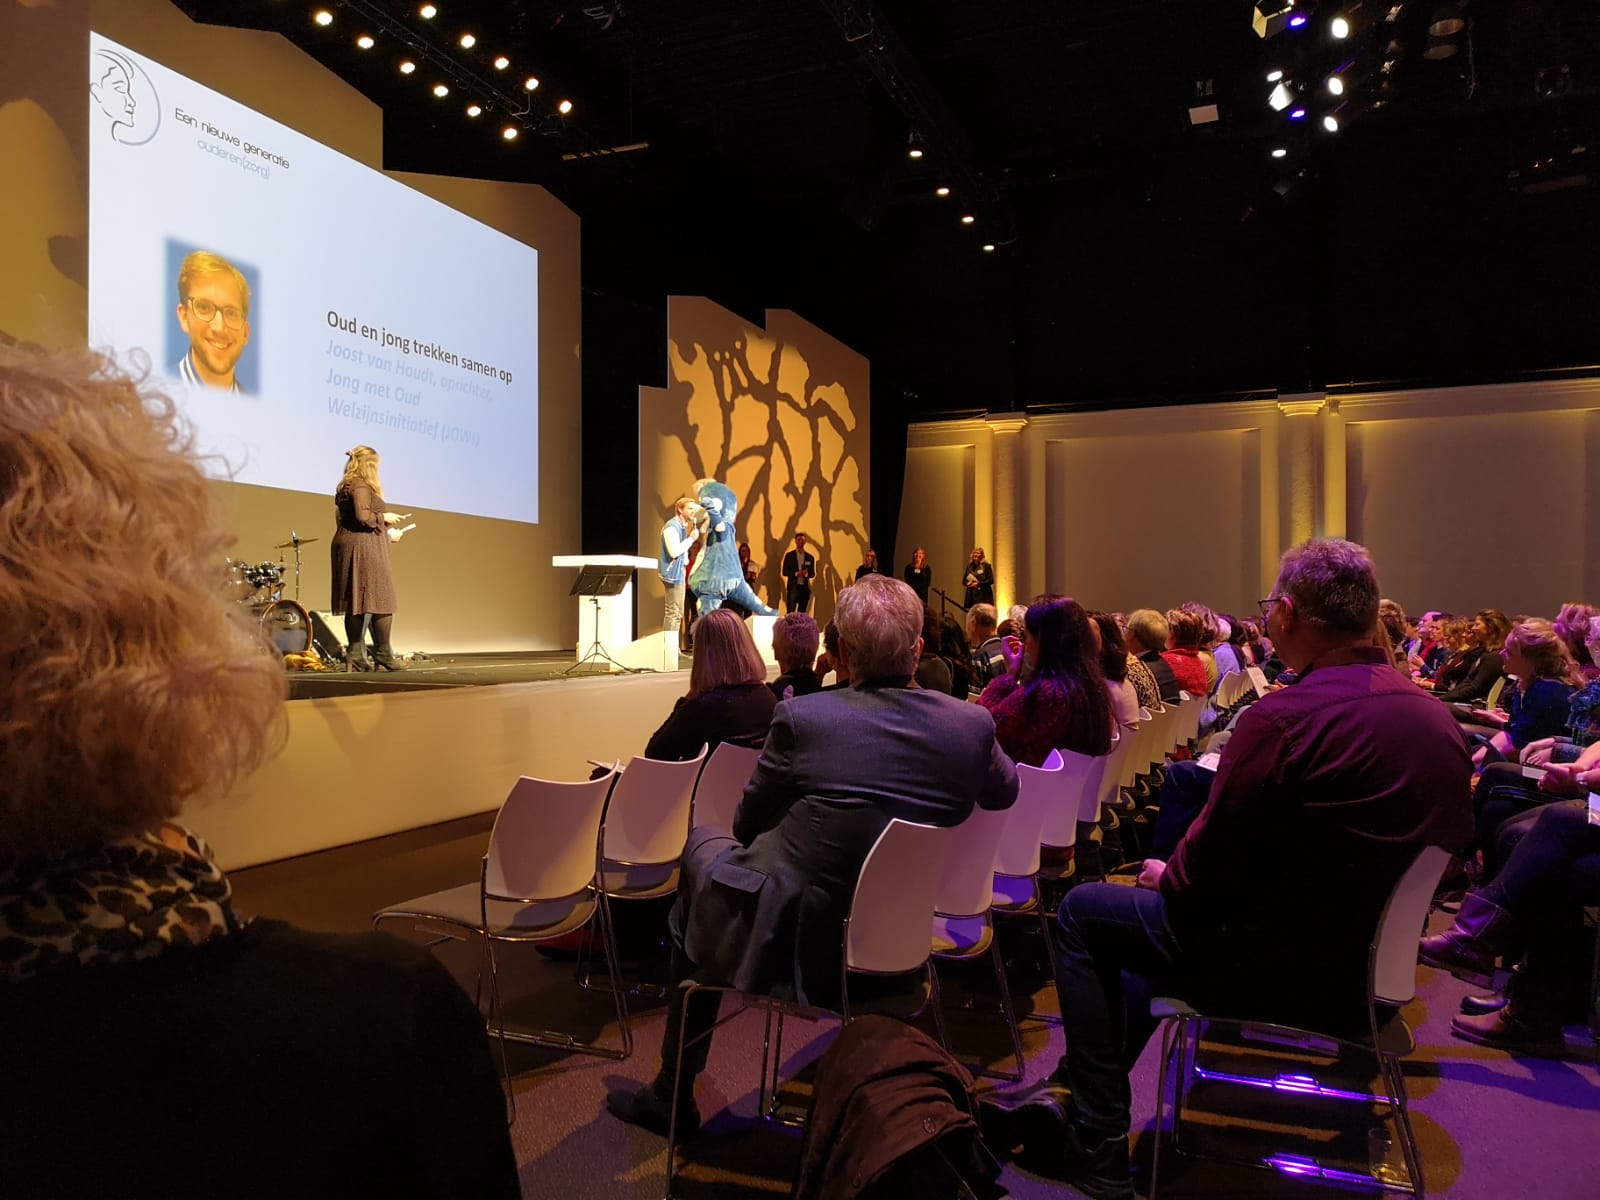 Een nieuwe generatie
ouderen(zorg)
Oud en jong trekken samen op
Joost van Houdt, oprichter,
Jong met Oud
Welzijnsinitiatief (JOWI)